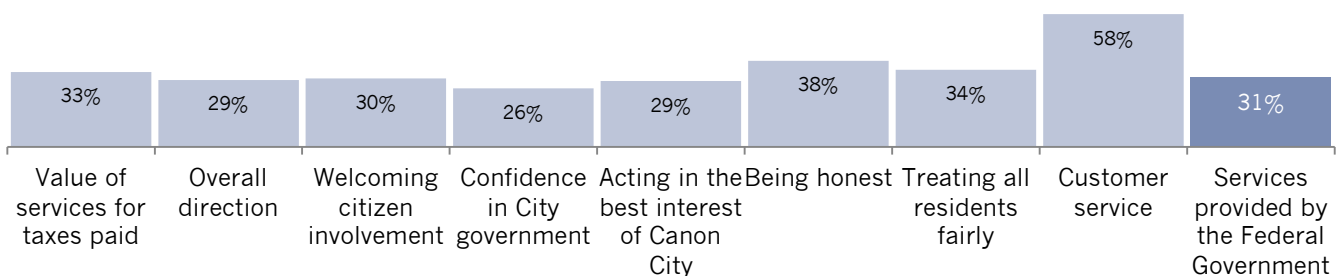 33%
29%
30%
26%
29%
38%
34%
58%
31%
Value of
services for
taxes paid
Overall
direction
Welcoming
citizen
involvement
Confidence
in City
government
Acting in the
best interest
of Canon
City
Being honest
Treating all
residents
fairly
Customer
service
Services
provided by
the Federal
Government